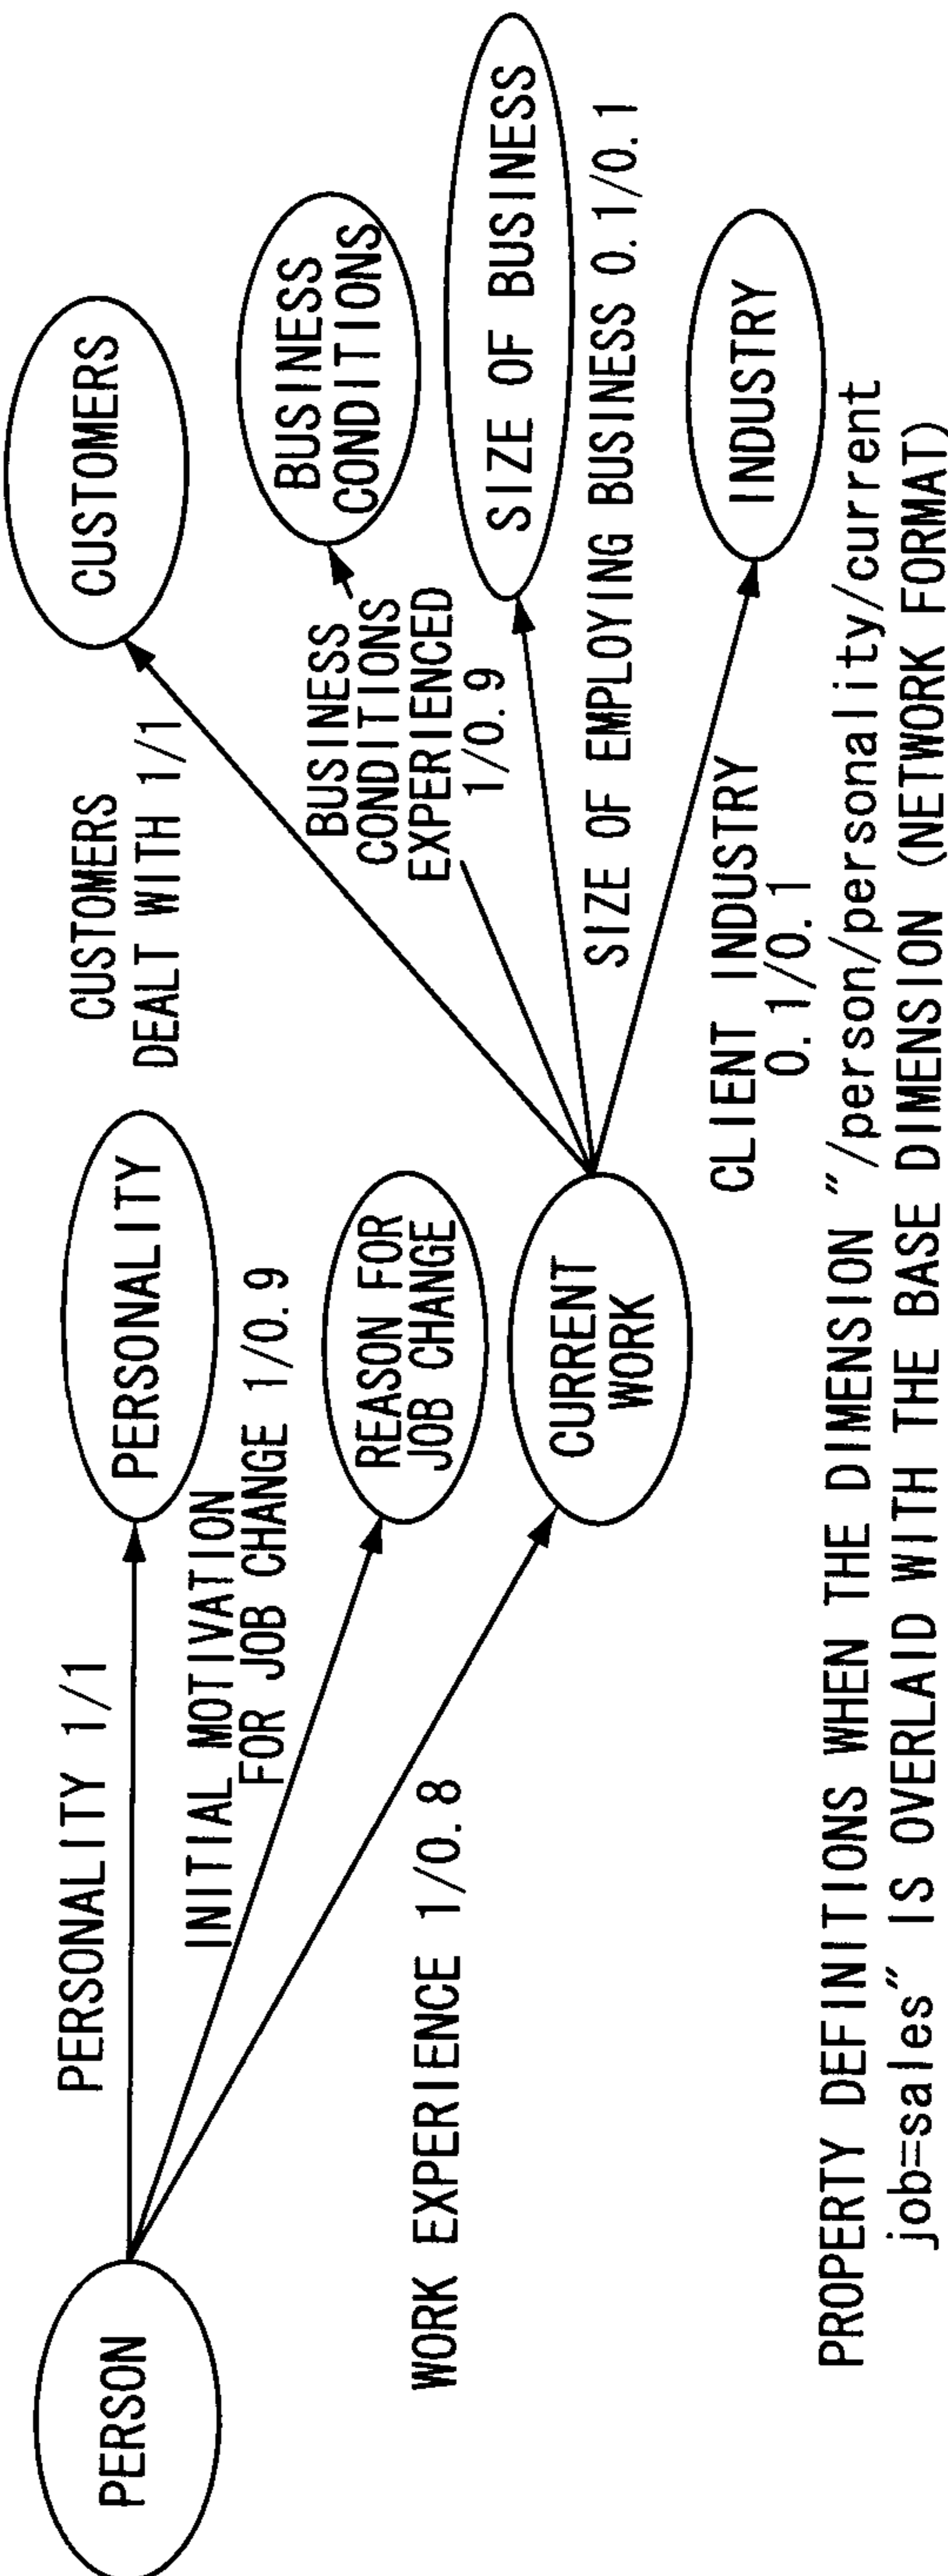 PERSON
PERSONALITY 1/1
PERSONALITY
INITIAL MOTIVATION
FOR JOB CHANGE 1/0.9
REASON FOR
JOB CHANGE
WORK EXPERIENCE 1/0.8
CURRENT
WORK
CUSTOMERS
DEALT WITH 1/1
CUSTOMERS
BUSINESS
CONDITIONS
EXPERIENCED
1/0.9
BUSINESS
CONDITIONS
SIZE OF BUSINESS
SIZE OF EMPLOYING BUSINESS 0.1/0.1
CLIENT INDUSTRY
0.1/0.1
INDUSTRY
PROPERTY DEFINITIONS WHEN THE DIMENSION "/person/personality/current
job=sales" IS OVERLAID WITH THE BASE DIMENSION (NETWORK FORMAT)